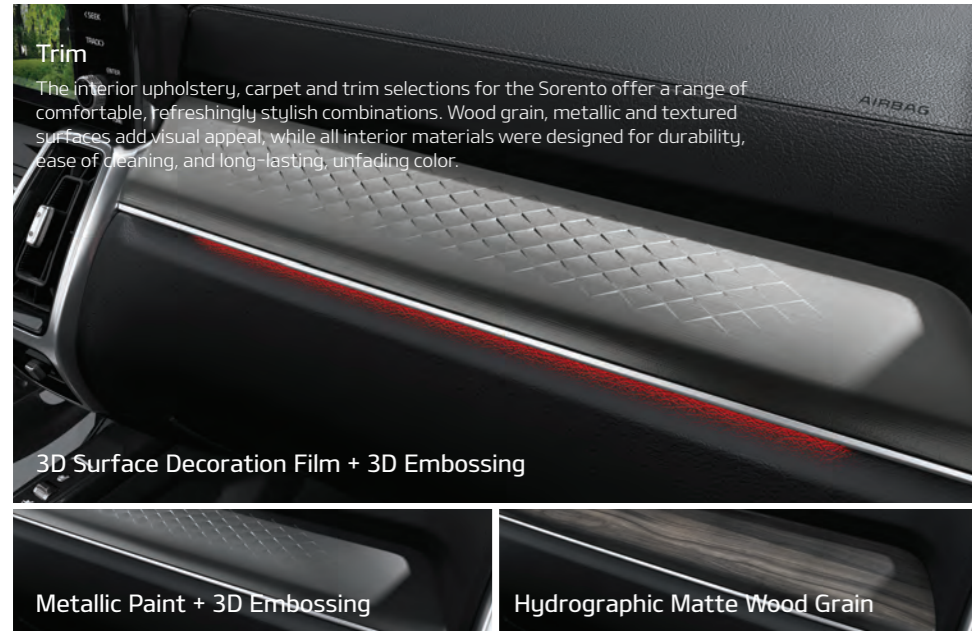 < SEEK
TRACK >
ENTER
Trim
The interior upholstery, carpet and trim selections for the Sorento offer a range of
comfortable, refreshingly stylish combinations. Wood grain, metallic and textured
surfaces add visual appeal, while all interior materials were designed for durability,
ease of cleaning, and long-lasting, unfading color.
AIRBAG
3D Surface Decoration Film + 3D Embossing
Metallic Paint + 3D Embossing
Hydrographic Matte Wood Grain